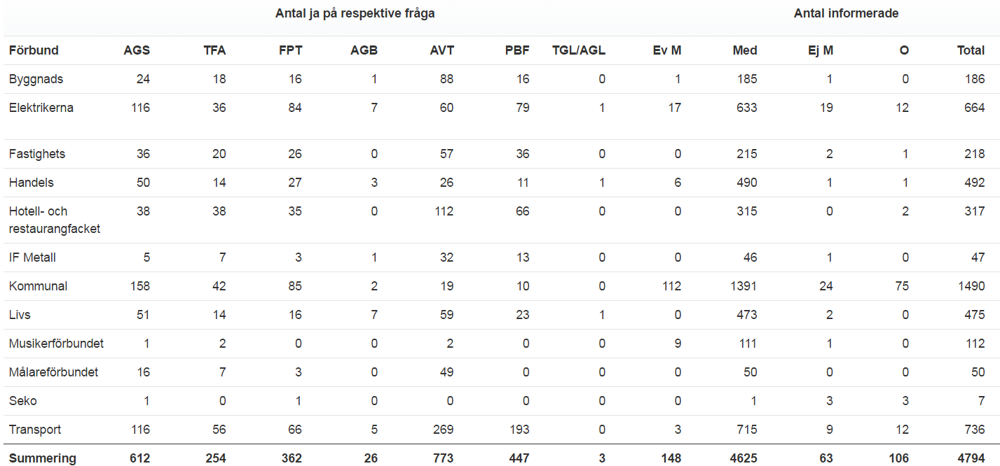 Antal ja på respektive fråga Antal informerade
Förbund AGS TFA FPT AGB AVT PBF TGL/AGL Ev M Med Ej M O Total
Byggnads 24 18 16 1 88 16 0 1 185 1 0 186
Elektrikerna 116 36 84 7 60 79 1 17 633 19 12 664
Fastighets 36 20 26 0 57 36 0 0 215 2 1 218
Handels 50 14 27 3 26 11 1 6 490 1 1 492
Hotell- och 38 38 35 0 112 66 0 0 315 0 2 317
restaurangfacket
IF Metall 5 7 3 1 32 13 0 0 46 1 0 47
Kommunal 158 42 85 2 19 10 0 112 1391 24 75 1490
Livs 51 14 16 7 59 23 1 0 473 2 0 475
Musikerförbundet 1 2 0 0 2 0 0 9 111 1 0 112
Målareförbundet 16 7 3 0 49 0 0 0 50 0 0 50
Seko 1 0 1 0 0 0 0 0 1 3 3 7
Transport 116 56 66 5 269 193 0 3 715 9 12 736
Summering 612 254 362 26 773 447 3 148 4625 63 106 4794